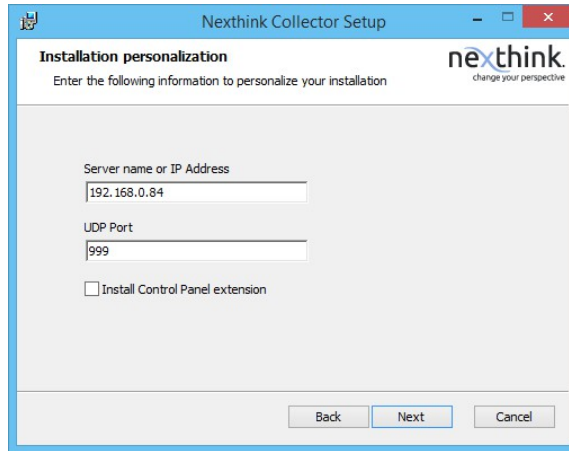 Nexthink Collector Setup
Installation personalization
Enter the following information to personalize your installation
nexthink.
change your perspective
Server name or IP Address
192.168.0.84
UDP Port
999
Install Control Panel extension
Back Next Cancel